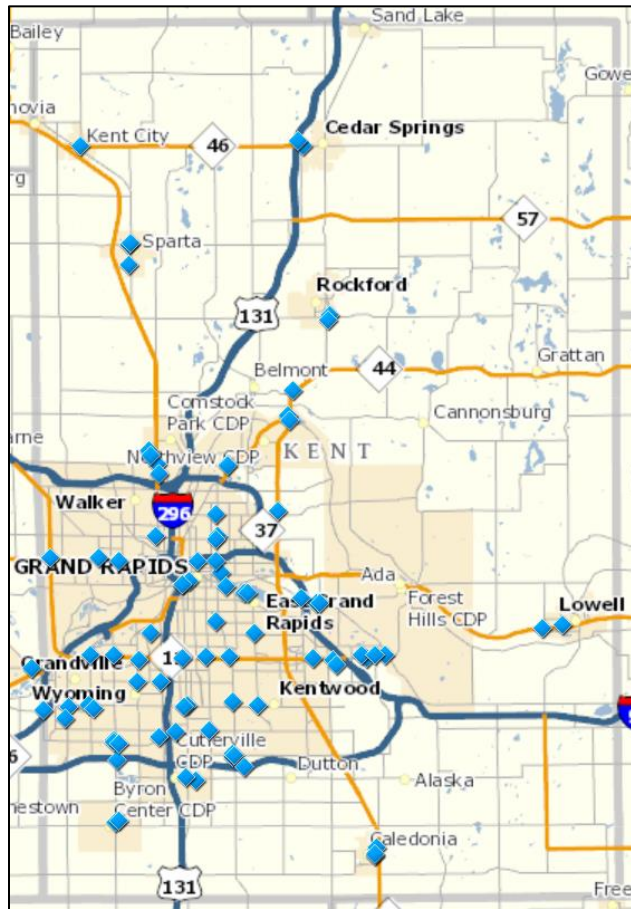 Sand Lake
Bailey
Gowe
novia
Kent City
46
Cedar Springs
rg
57
Sparta
Rockford
131
44
Grattan
Belmont
Comstock
Park CDP
Cannonsburg
arne
KENT
Northview CDP
Walker
296
37
GRAND RAPIDS
Ada
East Grand
Rapids
Forest
Hills CDP
Lowell
Grandville
1
Wyoming
Kentwood
6
Cutlerville
CDP
Dutton
Alaska
Byron
Center CDP
nestown
Caledonia
131
Free